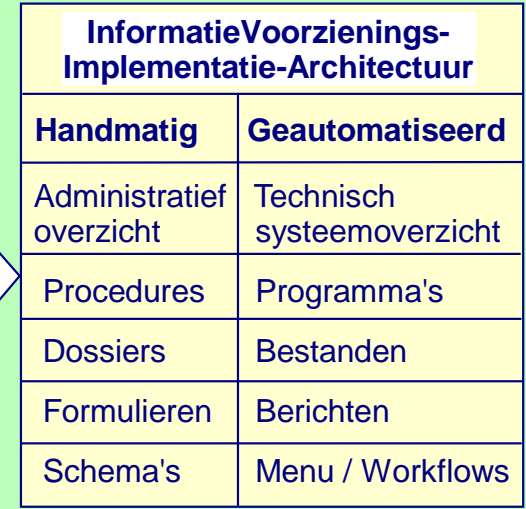 InformatieVoorzienings-
Implementatie-Architectuur
Handmatig Geautomatiseerd
Administratief Technisch
overzicht systeemoverzicht
Procedures Programma's
Dossiers Bestanden
Formulieren Berichten
Schema's Menu / Workflows